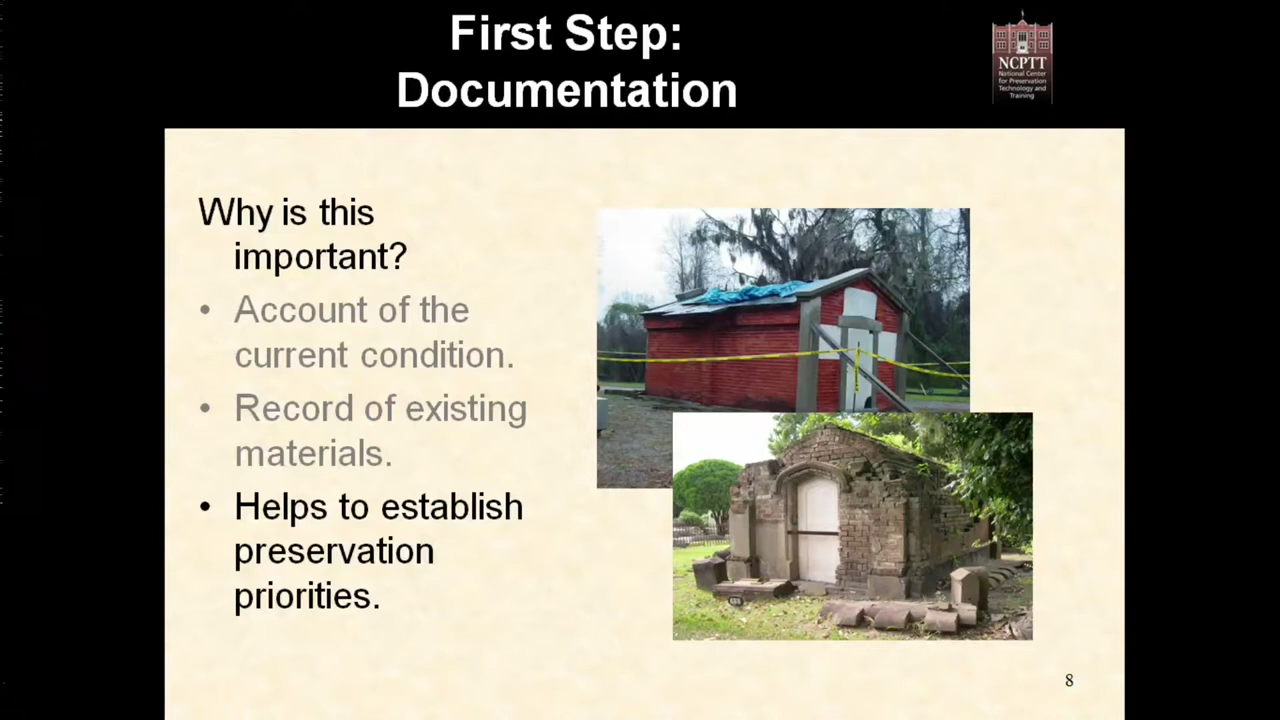 First Step:
Documentation
NCPTT
National Center
for Preservation
Technology and
Training
Why is this
important?
• Account of the
current condition.
• Record of existing
materials.
• Helps to establish
preservation
priorities.
8